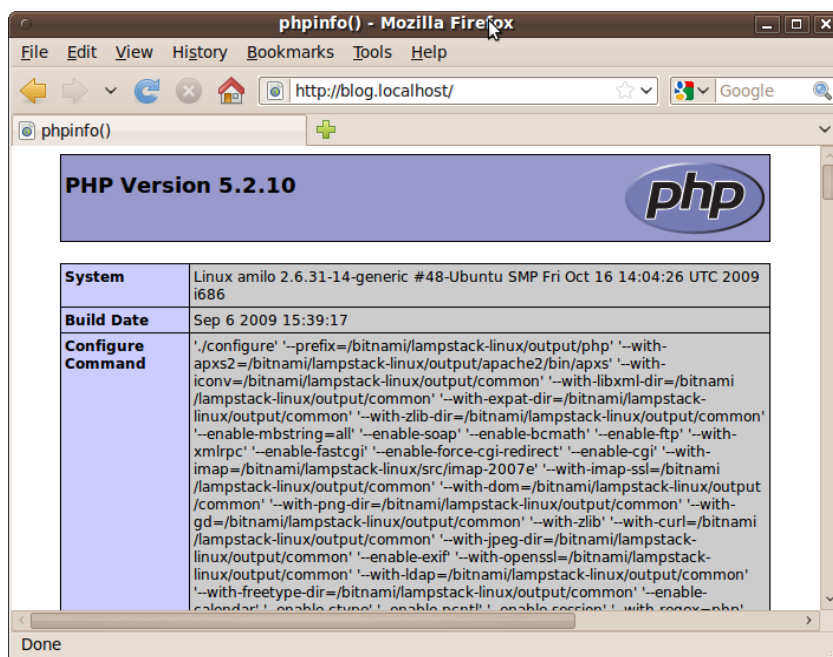 phpinfo() - Mozilla Firefox
File Edit View History Bookmarks Tools Help
http://blog.localhost/ Google
phpinfo()
PHP Version 5.2.10 php
System Linux amilo 2.6.31-14-generic #48-Ubuntu SMP Fri Oct 16 14:04:26 UTC 2009
i686
Build Date Sep 6 2009 15:39:17
Configure './configure' '--prefix=/bitnami/lampstack-linux/output/php' '--with-
Command apxs2=/bitnami/lampstack-linux/output/apache2/bin/apxs' '--with-
iconv=/bitnami/lampstack-linux/output/common' '--with-libxml-dir=/bitnami
/lampstack-linux/output/common' '--with-expat-dir=/bitnami/lampstack-
linux/output/common' '--with-zlib-dir=/bitnami/lampstack-linux/output/common'
'--enable-mbstring=all' '--enable-soap' '--enable-bcmath' '--enable-ftp' '--with-
xmlrpc' '--enable-fastcgi' '--enable-force-cgi-redirect' '--enable-cgi' '--with-
imap=/bitnami/lampstack-linux/src/imap-2007e' '--with-imap-ssl=/bitnami
/lampstack-linux/output/common' '--with-dom=/bitnami/lampstack-linux/output
/common' '--with-png-dir=/bitnami/lampstack-linux/output/common' '--with-
gd=/bitnami/lampstack-linux/output/common' '--with-zlib' '--with-curl=/bitnami
/lampstack-linux/output/common' '--with-jpeg-dir=/bitnami/lampstack-
linux/output/common' '--enable-exif' '--with-openssl=/bitnami/lampstack-
linux/output/common' '--with-ldap=/bitnami/lampstack-linux/output/common'
'--with-freetype-dir=/bitnami/lampstack-linux/output/common' '--enable-
calendar' '--enable-ctype' '--enable-pcntl' '--enable-session' '--with-regex=php'
Done